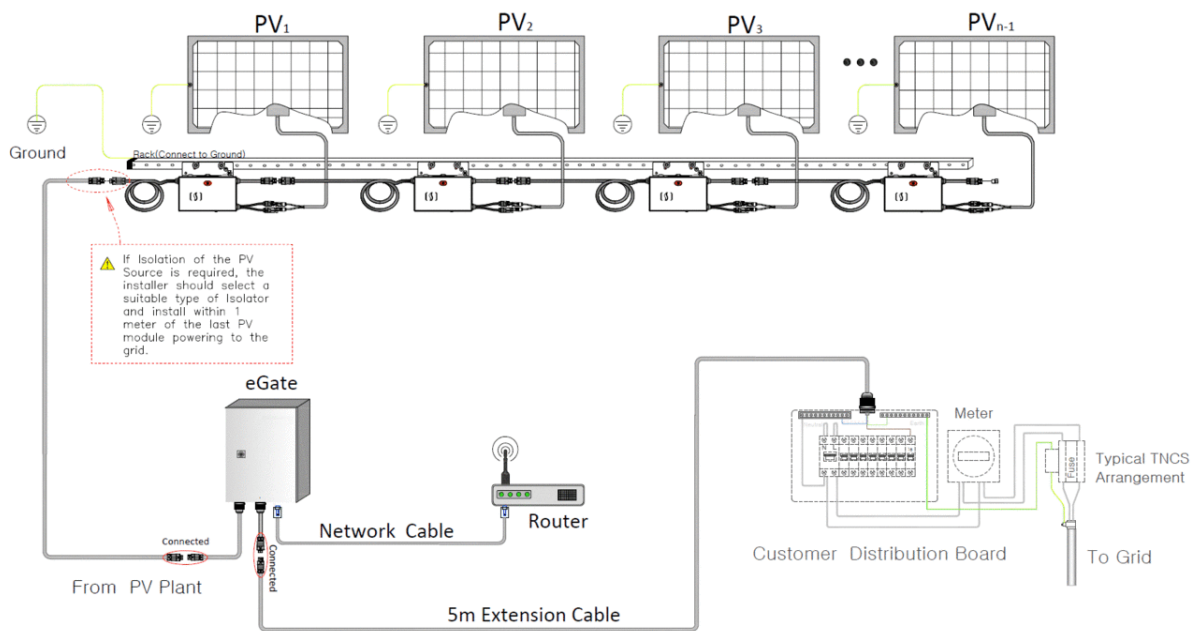 PV1
PV2
PV3
PVn-1
Ground
Rack(Connect to Ground)
If Isolation of the PV
Source is required, the
installer should select a
suitable type of Isolator
and install within 1
meter of the last PV
module powering to the
grid.
eGate
Router
Network Cable
Connected
Connected
From PV Plant
5m Extension Cable
Neutral
Earth
Meter
FUSE
Typical TNCS
Arrangement
Customer Distribution Board
To Grid